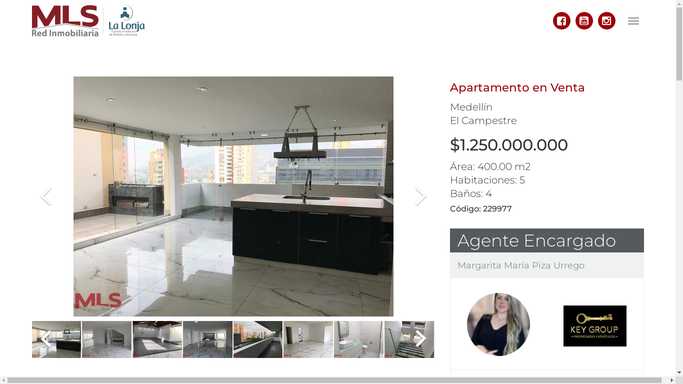 MLS
Red Inmobiliaria
La Lonja
Apartamento en Venta
Medellín
El Campestre
$1.250.000.000
Área: 400.00 m2
Habitaciones: 5
Baños: 4
Código: 229977
MLS
Agente Encargado
Margarita María Piza Urrego
KEY GROUP